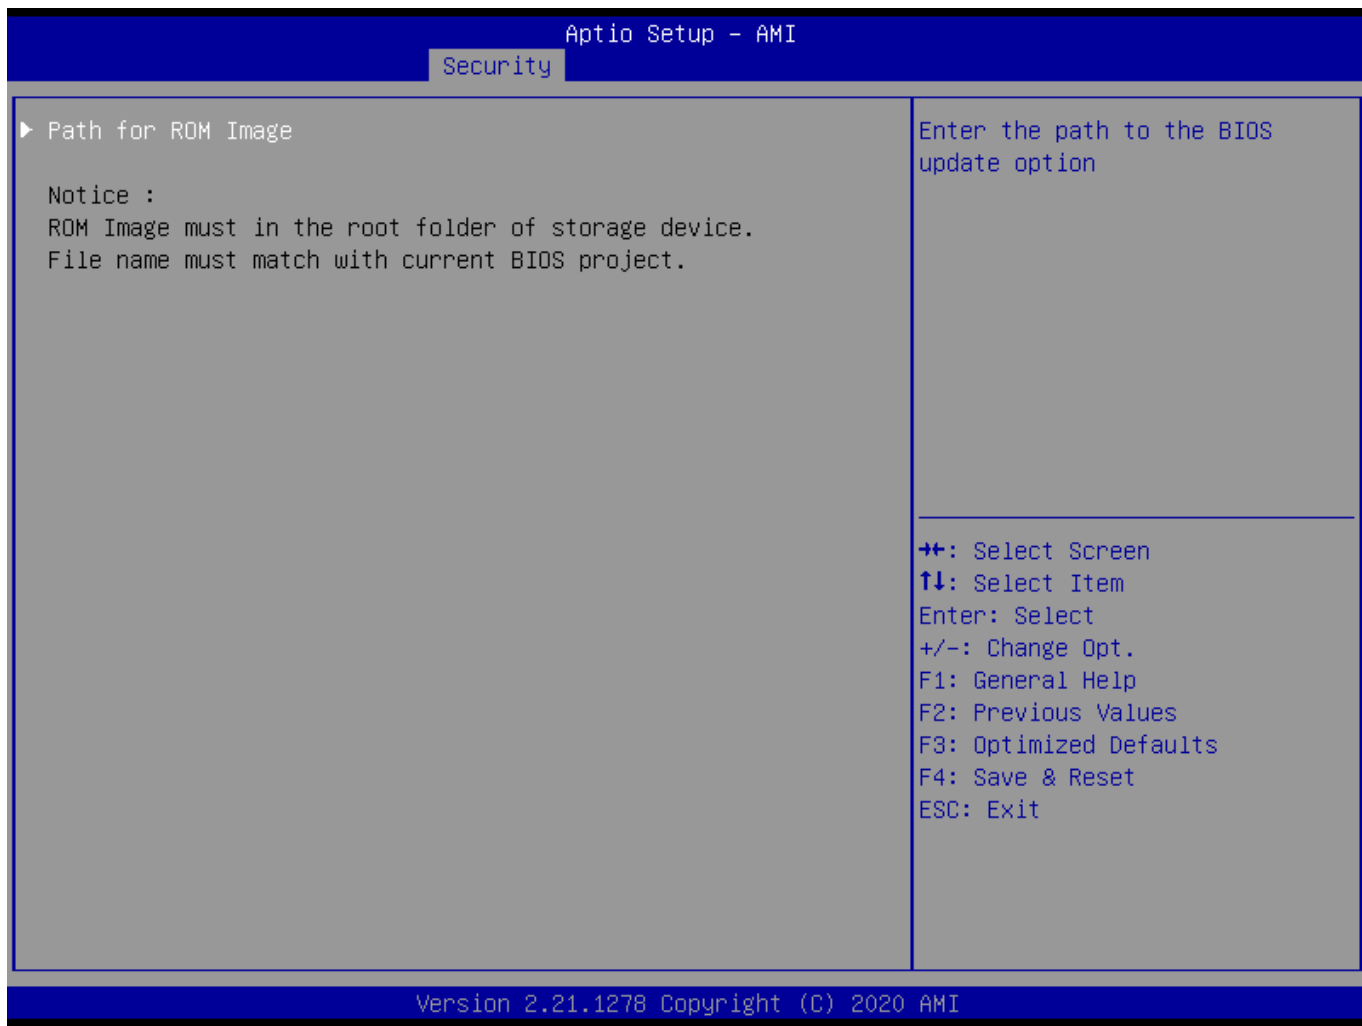 Aptio Setup – AMI
Security
Path for ROM Image
Notice :
ROM Image must in the root folder of storage device.
File name must match with current BIOS project.
Enter the path to the BIOS
update option
→←: Select Screen
↑↓: Select Item
Enter: Select
+/-: Change Opt.
F1: General Help
F2: Previous Values
F3: Optimized Defaults
F4: Save & Reset
ESC: Exit
Version 2.21.1278 Copyright (C) 2020 AMI